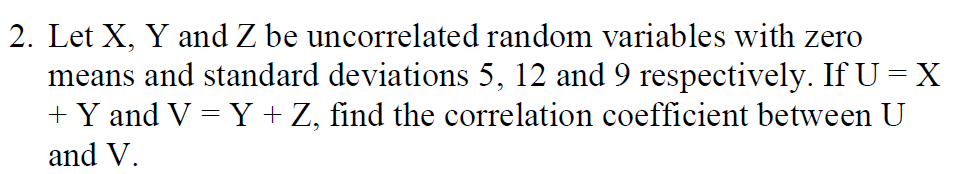 2. Let X, Y and Z be uncorrelated random variables with zero
means and standard deviations 5, 12 and 9 respectively. If U = X
+ Y and V = Y + Z, find the correlation coefficient between U
and V.